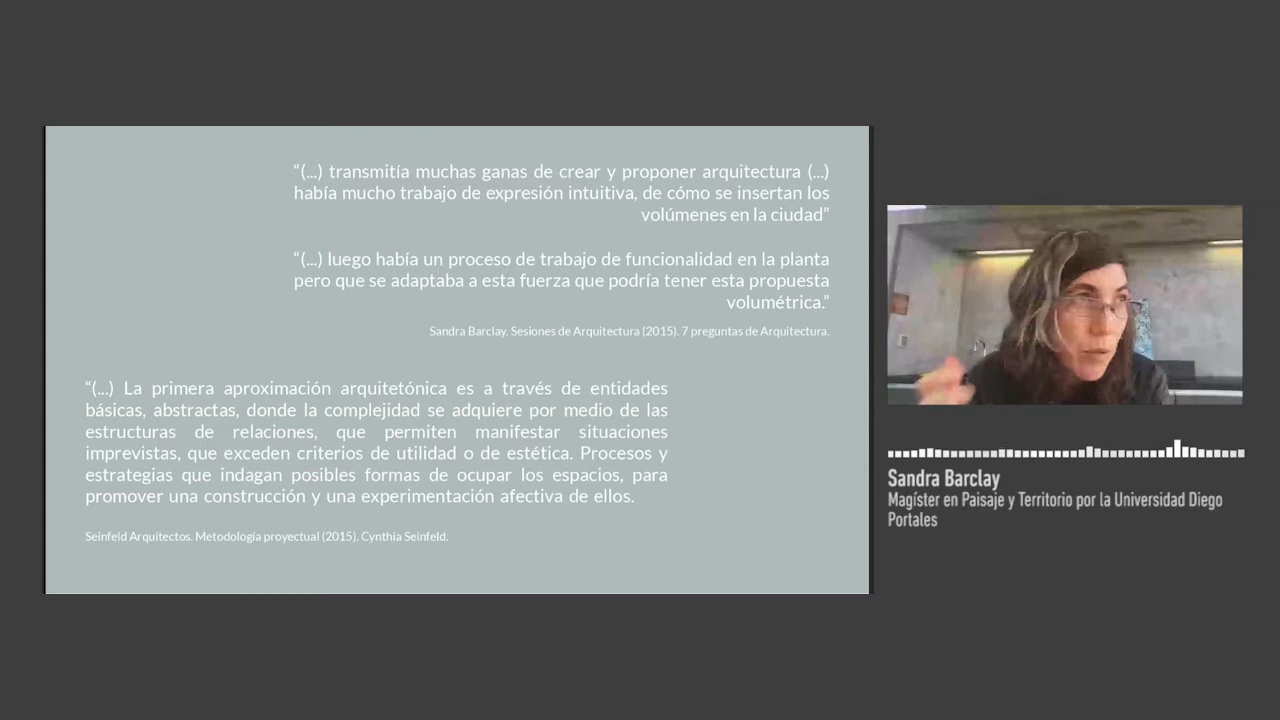 “(...) transmitía muchas ganas de crear y proponer arquitectura (...)
había mucho trabajo de expresión intuitiva, de cómo se insertan los
volúmenes en la ciudad”
“(...) luego había un proceso de trabajo de funcionalidad en la planta
pero que se adaptaba a esta fuerza que podría tener esta propuesta
volumétrica.”
Sandra Barclay. Sesiones de Arquitectura (2015). 7 preguntas de Arquitectura.
“(...) La primera aproximación arquitetónica es a través de entidades
básicas, abstractas, donde la complejidad se adquiere por medio de las
estructuras de relaciones, que permiten manifestar situaciones
imprevistas, que exceden criterios de utilidad o de estética. Procesos y
estrategias que indagan posibles formas de ocupar los espacios, para
promover una construcción y una experimentación afectiva de ellos.
Seinfeld Arquitectos. Metodología proyectual (2015). Cynthia Seinfeld.
Sandra Barclay
Magíster en Paisaje y Territorio por la Universidad Diego
Portales